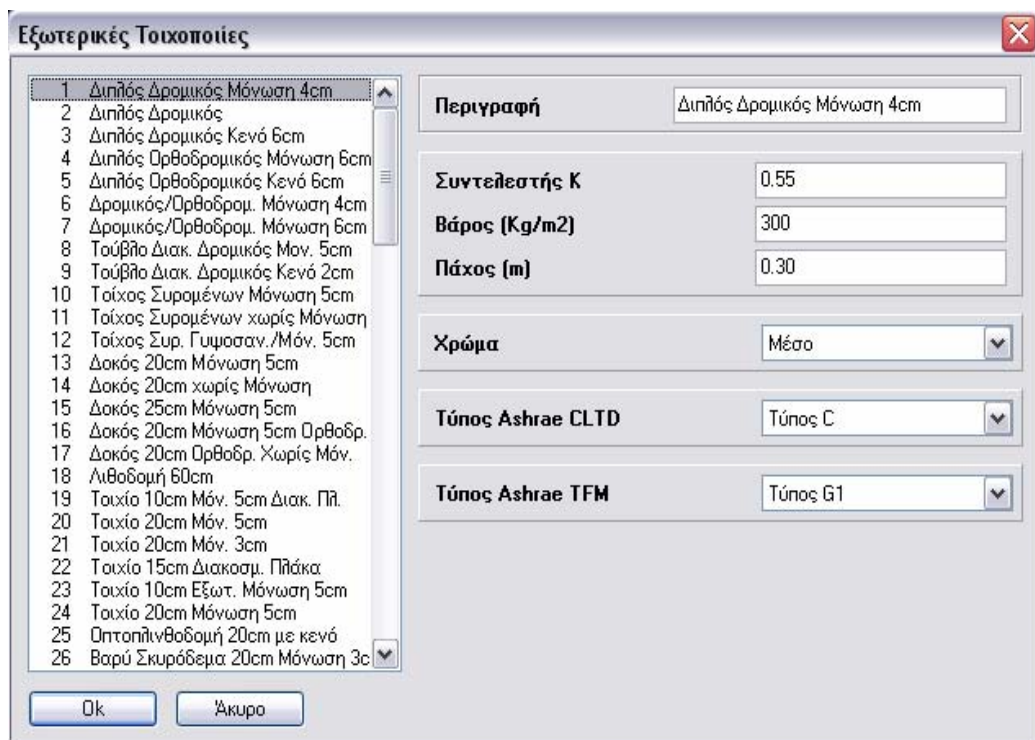 Εξωτερικές Τοιχοποιίες
1 Διπλός Δρομικός Μόνωση 4cm
2 Διπλός Δρομικός
3 Διπλός Δρομικός Κενό 6cm
4 Διπλός Ορθοδρομικός Μόνωση 6cm
5 Διπλός Ορθοδρομικός Κενό 6cm
6 Δρομικός/Ορθοδρομ. Μόνωση 4cm
7 Δρομικός/Ορθοδρομ. Μόνωση 6cm
8 Τούβλο Διακ. Δρομικός Μον. 5cm
9 Τούβλο Διακ. Δρομικός Κενό 2cm
10 Τοίχος Συρομένων Μόνωση 5cm
11 Τοίχος Συρομένων χωρίς Μόνωση
12 Τοίχος Συρ. Γυψοσαν./Μόν. 5cm
13 Δοκός 20cm Μόνωση 5cm
14 Δοκός 20cm χωρίς Μόνωση
15 Δοκός 25cm Μόνωση 5cm
16 Δοκός 20cm Μόνωση 5cm Ορθοδρ.
17 Δοκός 20cm Ορθοδρ. Χωρίς Μόν.
18 Λιθοδομή 60cm
19 Τοιχίο 10cm Μόν. 5cm Διακ. Πλ.
20 Τοιχίο 20cm Μόν. 5cm
21 Τοιχίο 20cm Μόν. 3cm
22 Τοιχίο 15cm Διακοσμ. Πλάκα
23 Τοιχίο 10cm Εξωτ. Μόνωση 5cm
24 Τοιχίο 20cm Μόνωση 5cm
25 Οπτοπλινθοδομή 20cm με κενό
26 Βαρύ Σκυρόδεμα 20cm Μόνωση 3c
Ok Άκυρο
Περιγραφή Διπλός Δρομικός Μόνωση 4cm
Συντελεστής K 0.55
Βάρος (Kg/m2) 300
Πάχος (m) 0.30
Χρώμα Μέσο
Τύπος Ashrae CLTD Τύπος C
Τύπος Ashrae TFM Τύπος G1